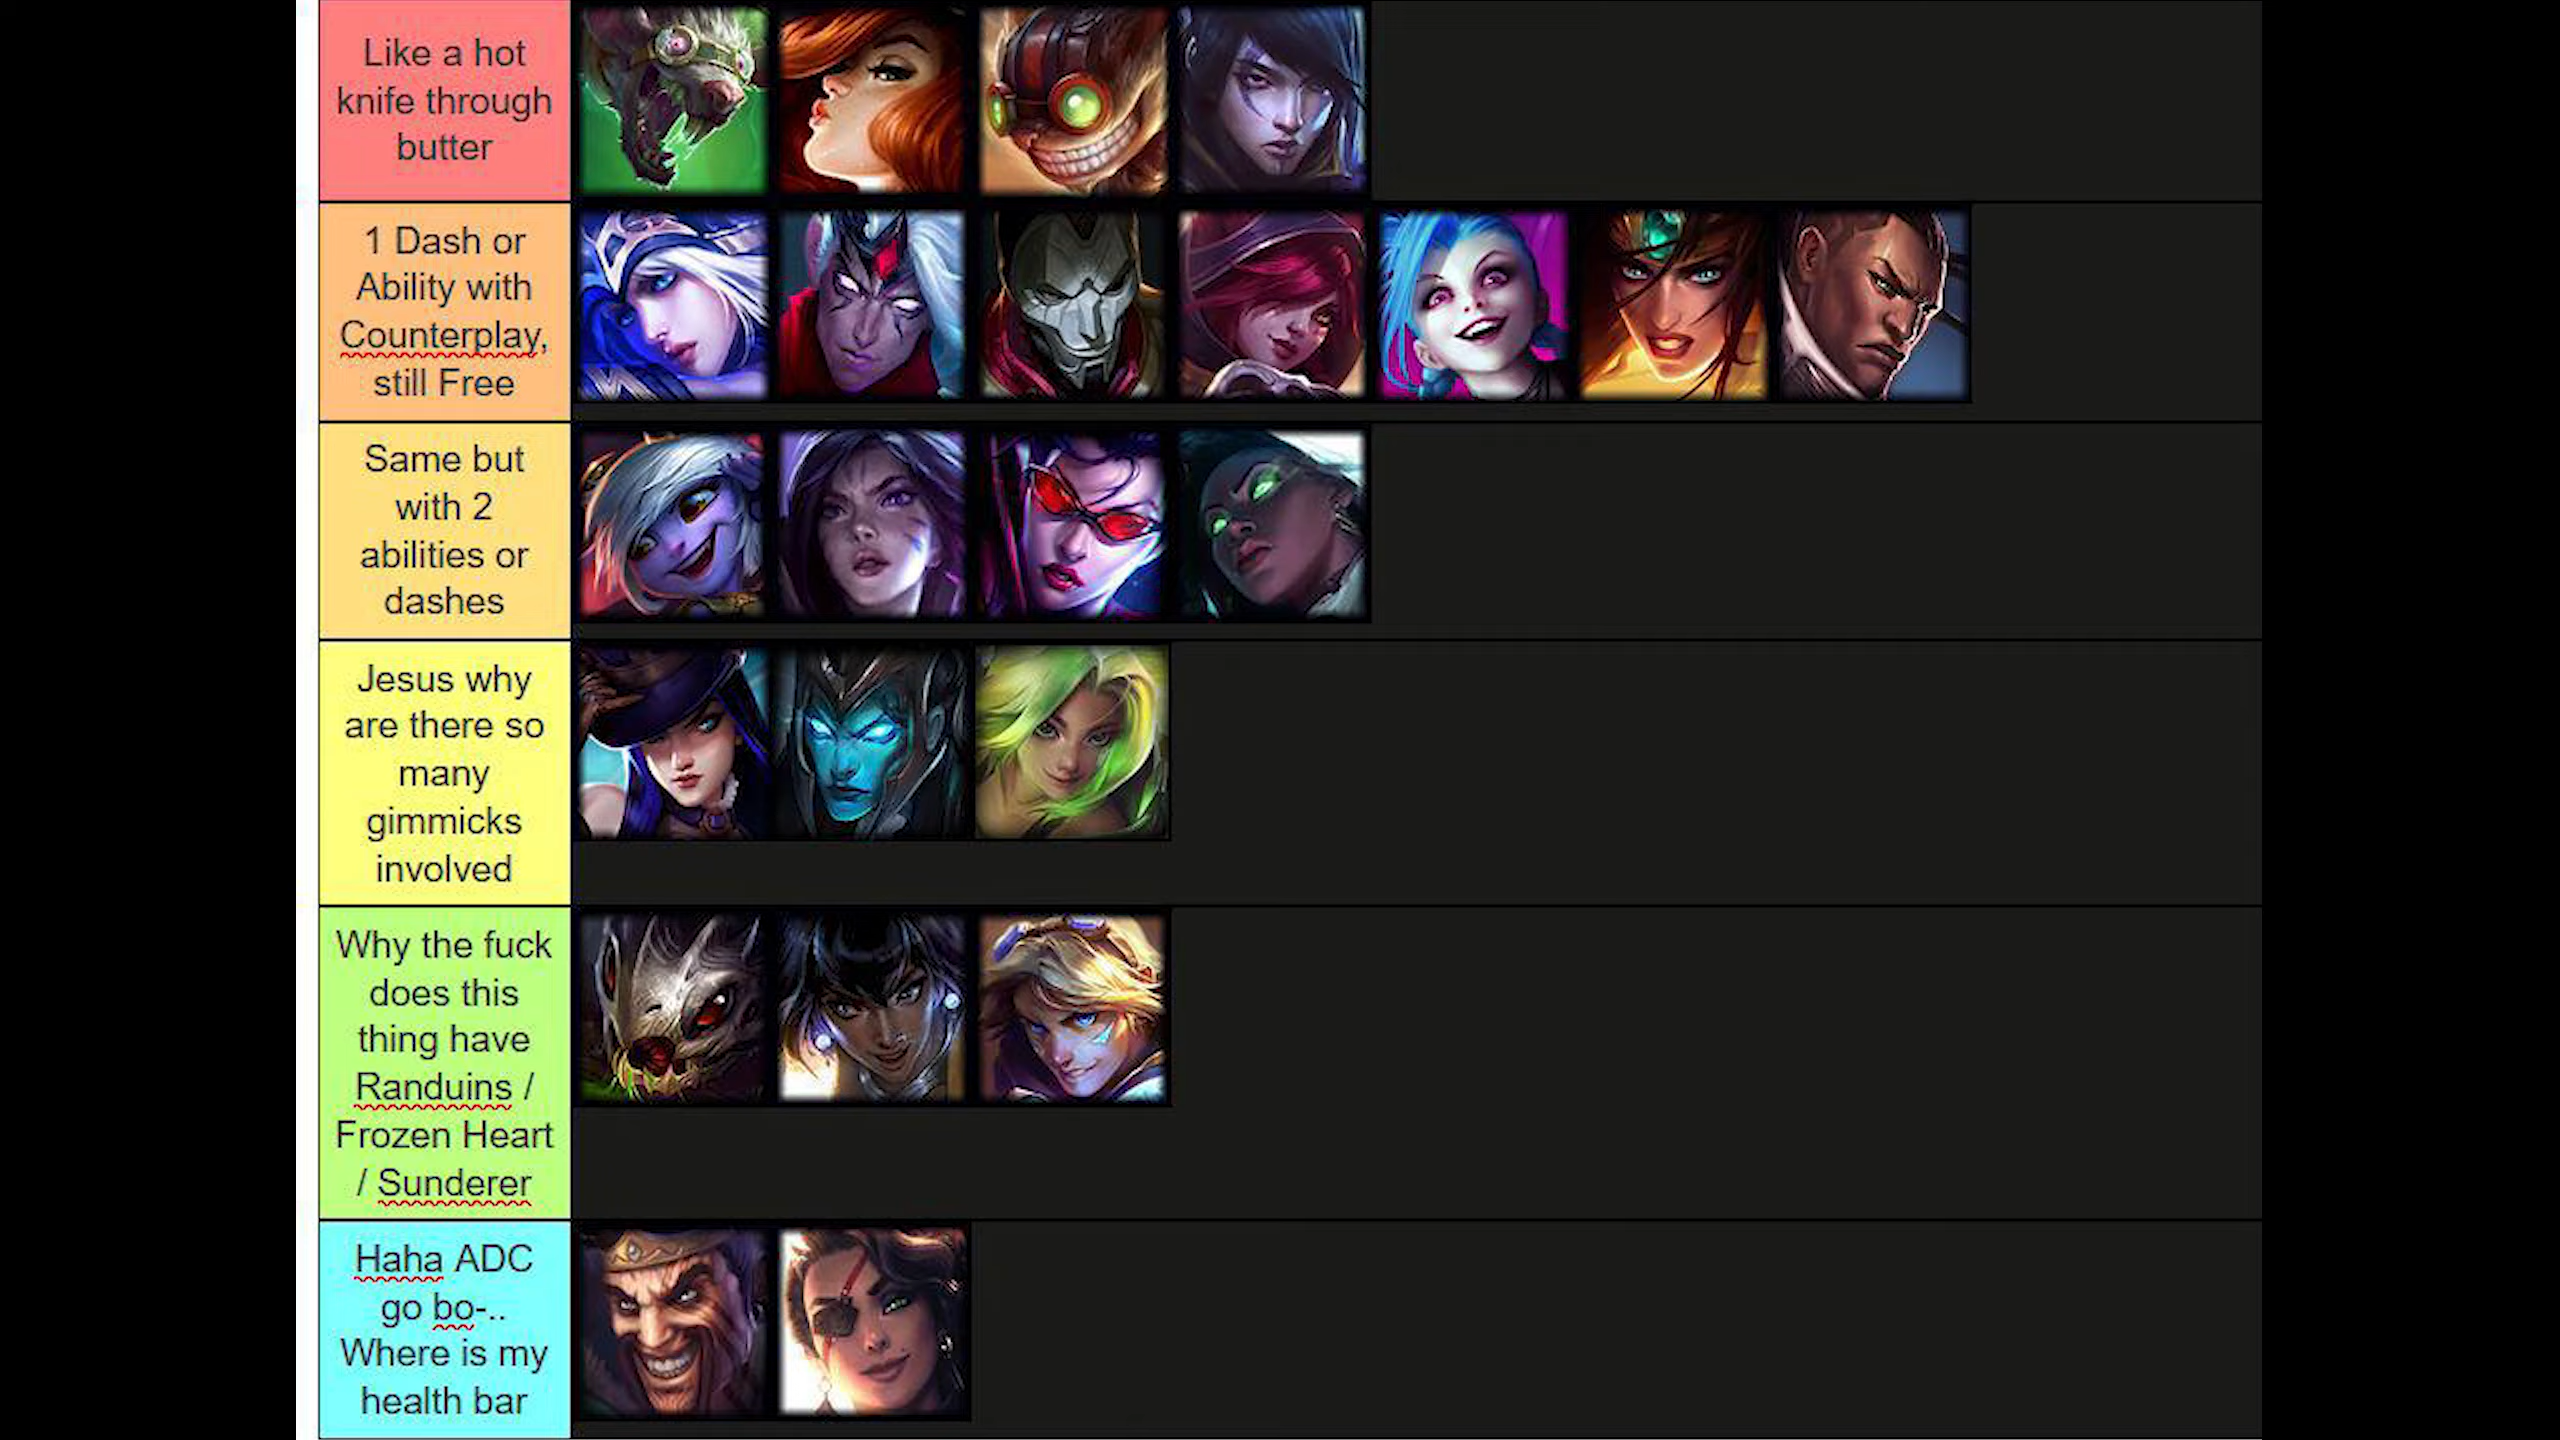 Like a hot
knife through
butter
1 Dash or
Ability with
Counterplay,
still Free
Same but
with 2
abilities or
dashes
Jesus why
are there so
many
gimmicks
involved
Why the fuck
does this
thing have
Randuins /
Frozen Heart
/ Sunderer
Haha ADC
go bo-..
Where is my
health bar